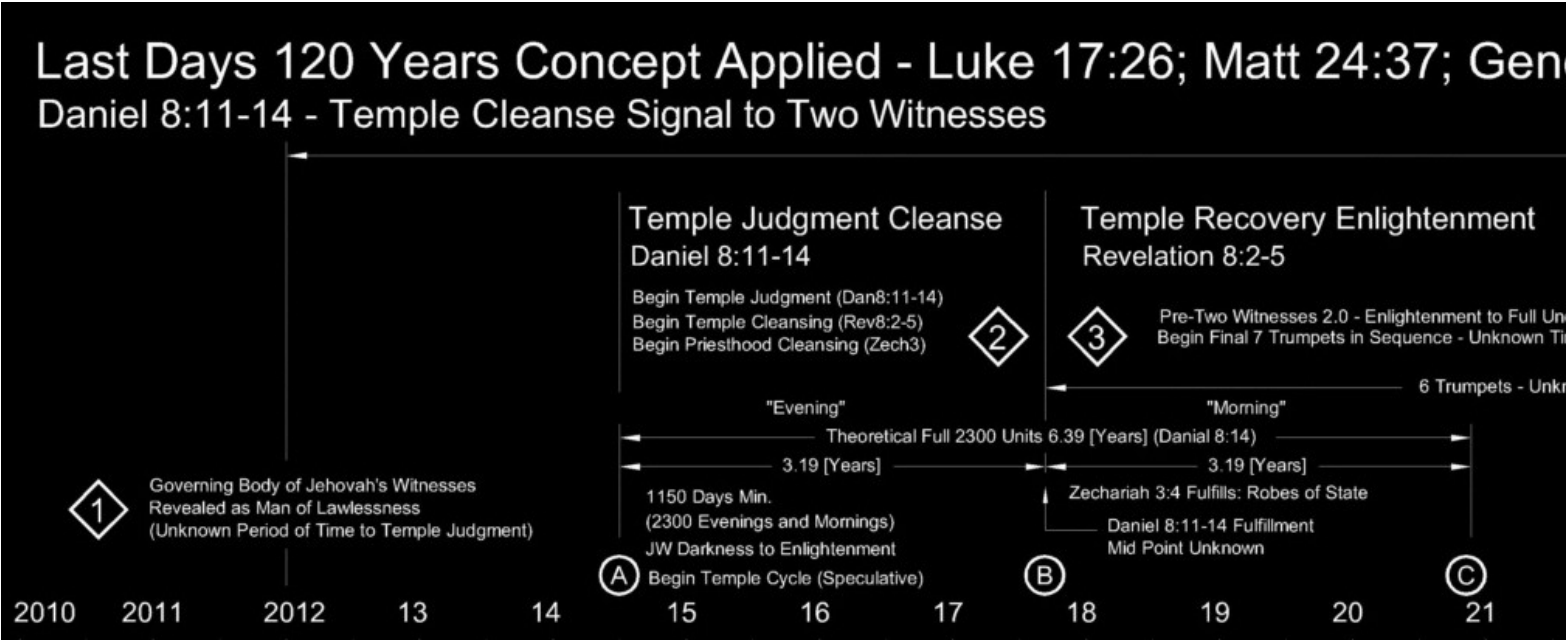 Last Days 120 Years Concept Applied - Luke 17:26; Matt 24:37; Gen
Daniel 8:11-14 - Temple Cleanse Signal to Two Witnesses
Temple Judgment Cleanse
Daniel 8:11-14
Begin Temple Judgment (Dan8:11-14)
Begin Temple Cleansing (Rev8:2-5)
Begin Priesthood Cleansing (Zech3)
2
Temple Recovery Enlightenment
Revelation 8:2-5
3
Pre-Two Witnesses 2.0 - Enlightenment to Full
Begin Final 7 Trumpets in Sequence - Unknown
6 Trumpets -
"Evening"
"Morning"
Theoretical Full 2300 Units 6.39 [Years] (Danial 8:14)
3.19 [Years]
3.19 [Years]
1
Governing Body of Jehovah's Witnesses
Revealed as Man of Lawlessness
(Unknown Period of Time to Temple Judgment)
1150 Days Min.
(2300 Evenings and Mornings)
JW Darkness to Enlightenment
Begin Temple Cycle (Speculative)
Zechariah 3:4 Fulfills: Robes of State
Daniel 8:11-14 Fulfillment
Mid Point Unknown
A
B
C
2010 2011 2012 13 14 15 16 17 18 19 20 21